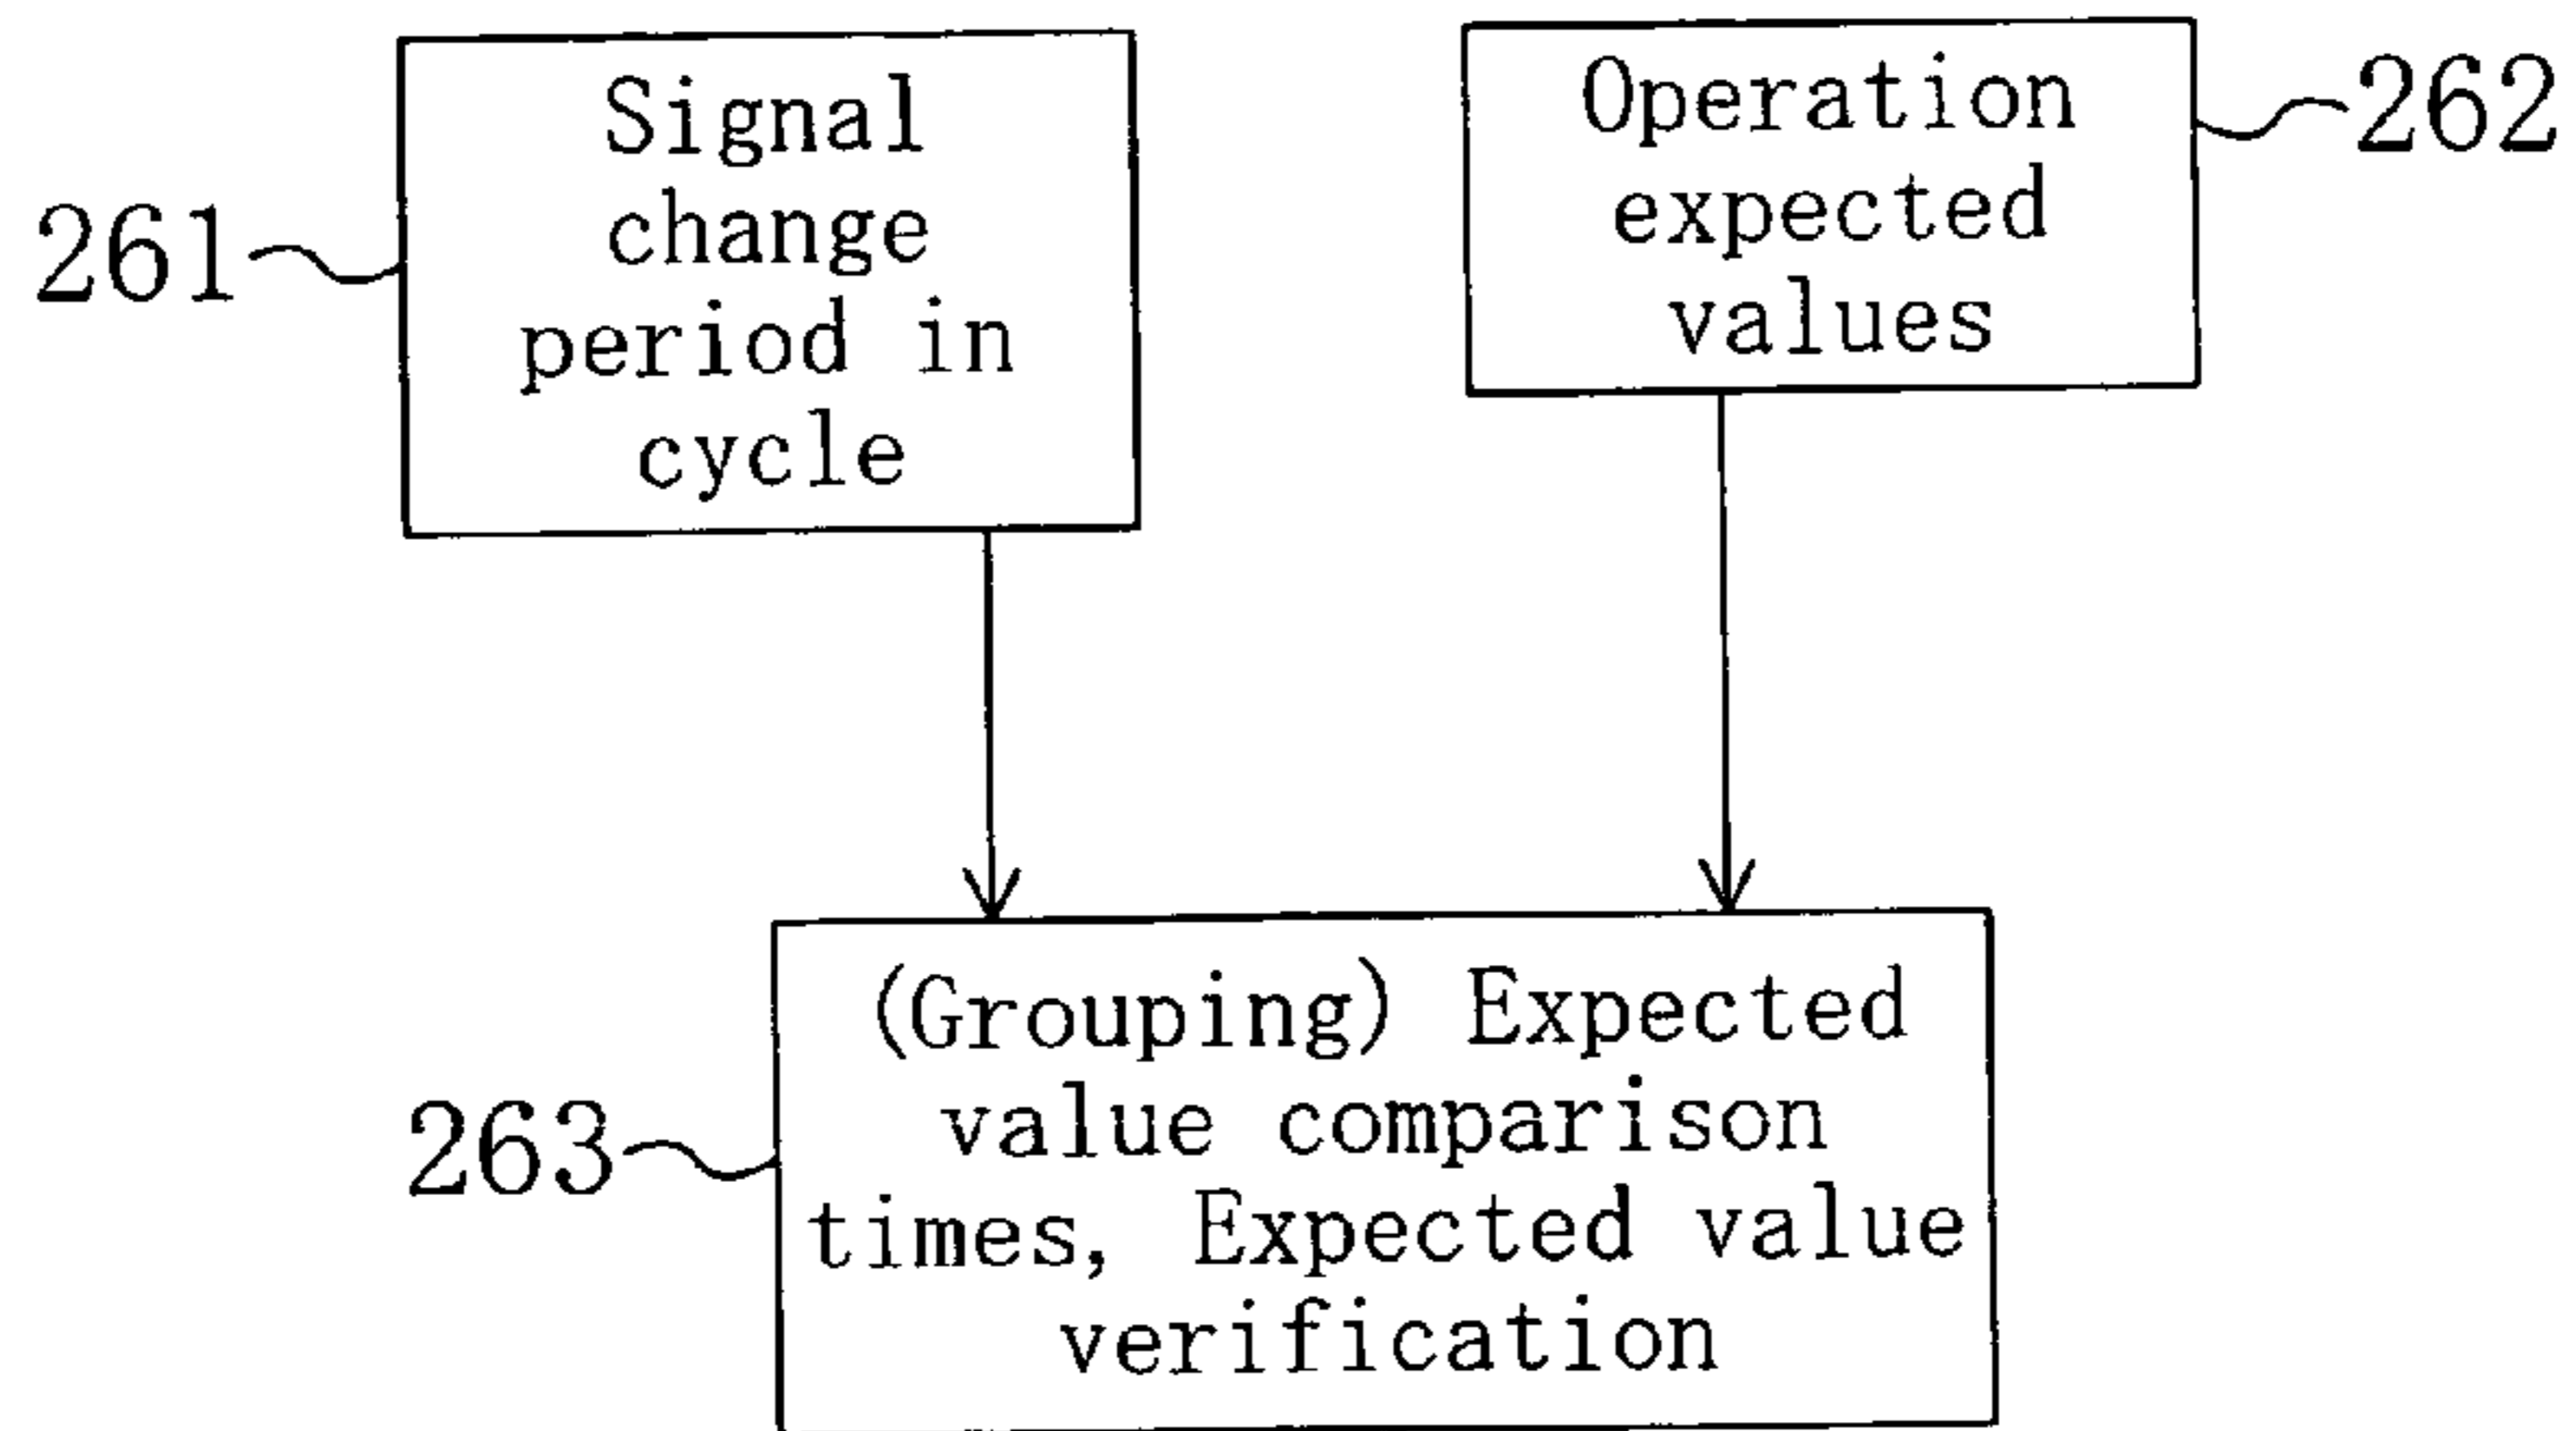 Signal
change
period in
cycle
261
Operation
expected
values
262
(Grouping) Expected
value comparison
times, Expected value
verification
263